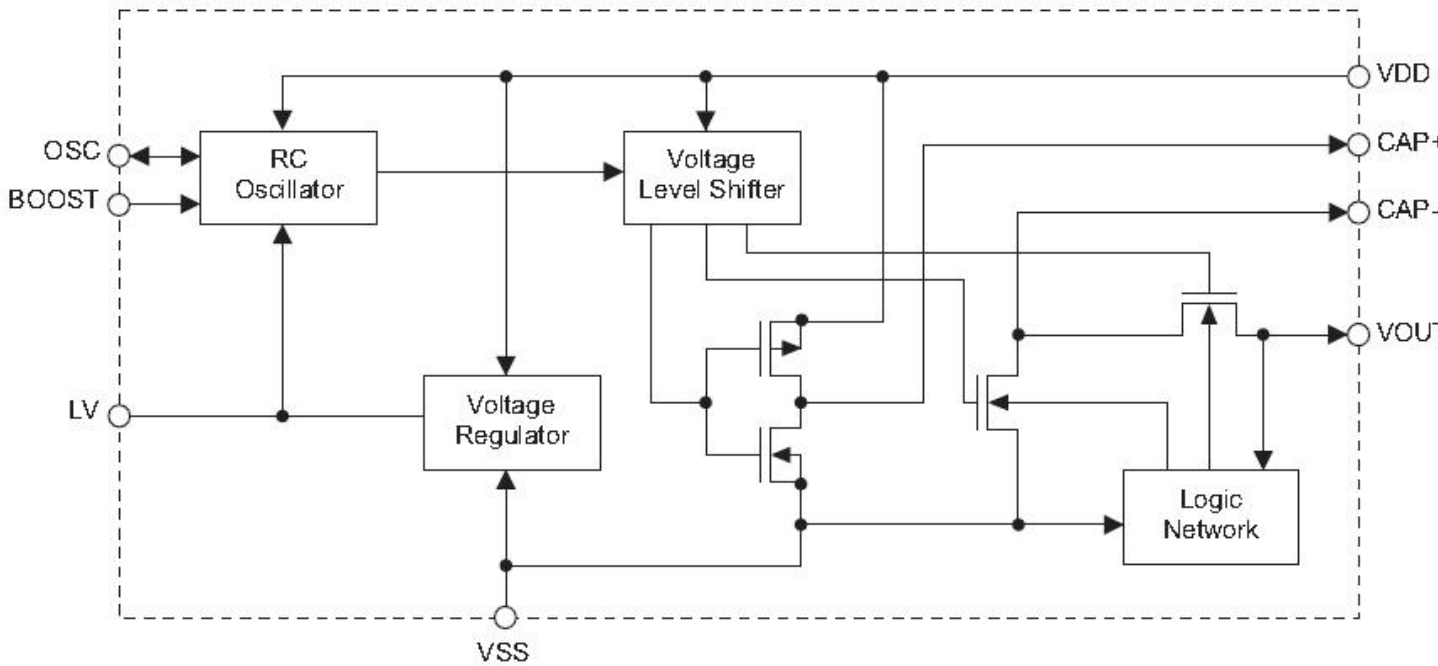 VDD
OSC
RC
Oscillator
Voltage
Level Shifter
CAP+
BOOST
CAP-
VOUT
LV
Voltage
Regulator
Logic
Network
VSS